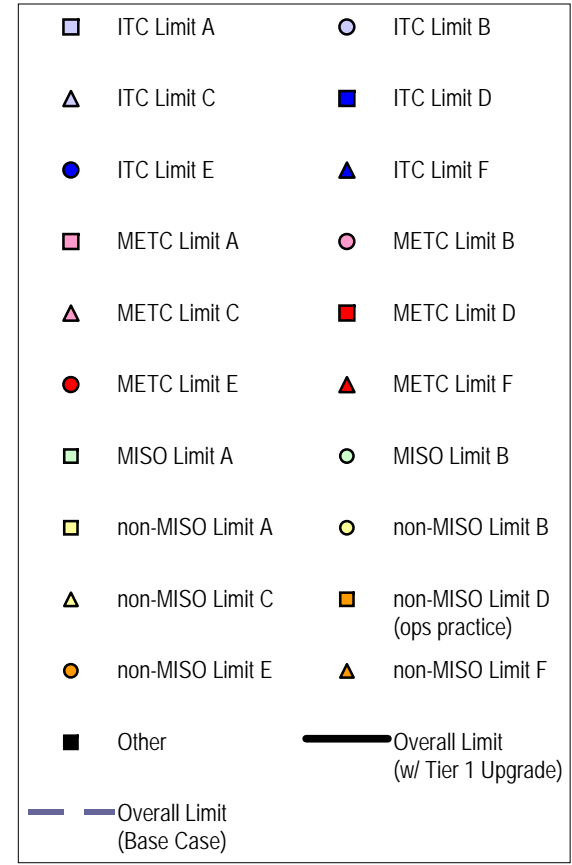 ITC Limit A
ITC Limit B
ITC Limit C
ITC Limit D
ITC Limit E
ITC Limit F
METC Limit A
METC Limit B
METC Limit C
METC Limit D
METC Limit E
METC Limit F
MISO Limit A
MISO Limit B
non-MISO Limit A
non-MISO Limit B
non-MISO Limit C
non-MISO Limit D
(ops practice)
non-MISO Limit E
non-MISO Limit F
Other
Overall Limit
(w/ Tier 1 Upgrade)
Overall Limit
(Base Case)